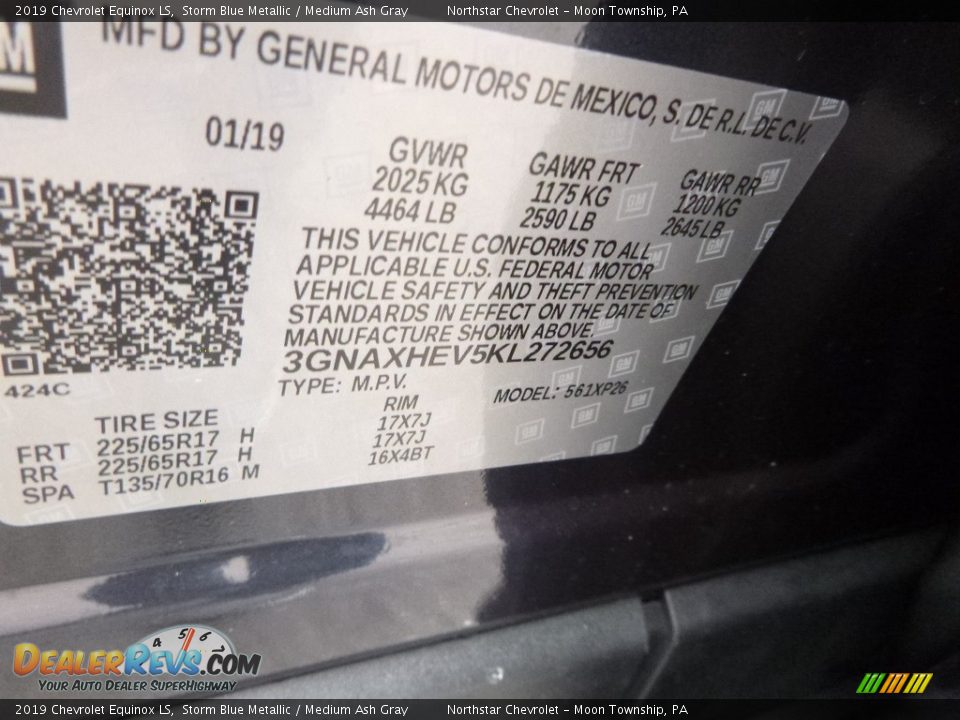 2019 Chevrolet Equinox LS, Storm Blue Metallic / Medium Ash Gray Northstar Chevrolet - Moon Township, PA
GM
MFD BY GENERAL MOTORS DE MEXICO, S. DE R.L. DE C.V.
01/19
GVWR GAWR FRT GAWR RR
2025 KG 1175 KG 1200 KG
4464 LB 2590 LB 2645 LB
THIS VEHICLE CONFORMS TO ALL
APPLICABLE U.S. FEDERAL MOTOR
VEHICLE SAFETY AND THEFT PREVENTION
STANDARDS IN EFFECT ON THE DATE OF
MANUFACTURE SHOWN ABOVE.
3GNAXHEV5KL272656
424C
TYPE: M.P.V. MODEL: 561XP26
TIRE SIZE RIM
FRT 225/65R17 H 17X7J
RR 225/65R17 H 17X7J
SPA T135/70R16 M 16X4BT
4 5 6
DEALERREVS.COM
YOUR AUTO DEALER SUPERHIGHWAY
2019 Chevrolet Equinox LS, Storm Blue Metallic / Medium Ash Gray Northstar Chevrolet - Moon Township, PA